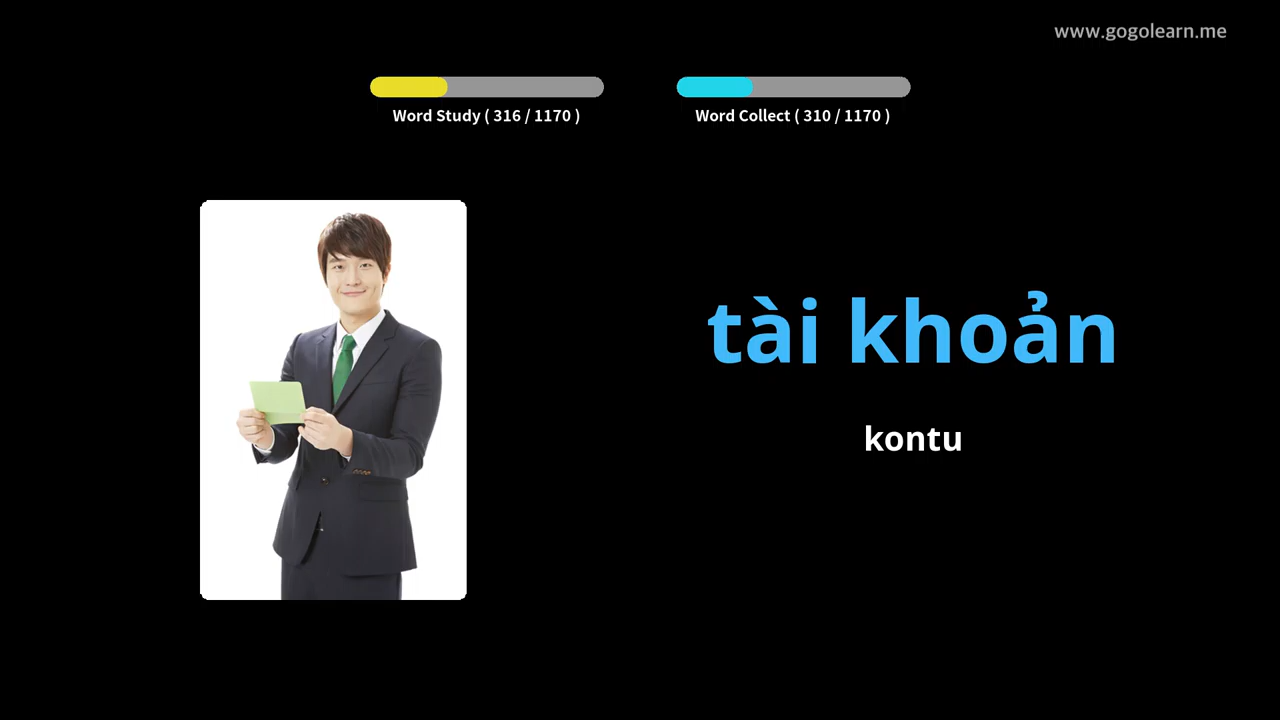 www.gogolearn.me
Word Study ( 316 / 1170 )
Word Collect ( 310 / 1170 )
tài khoản
kontu